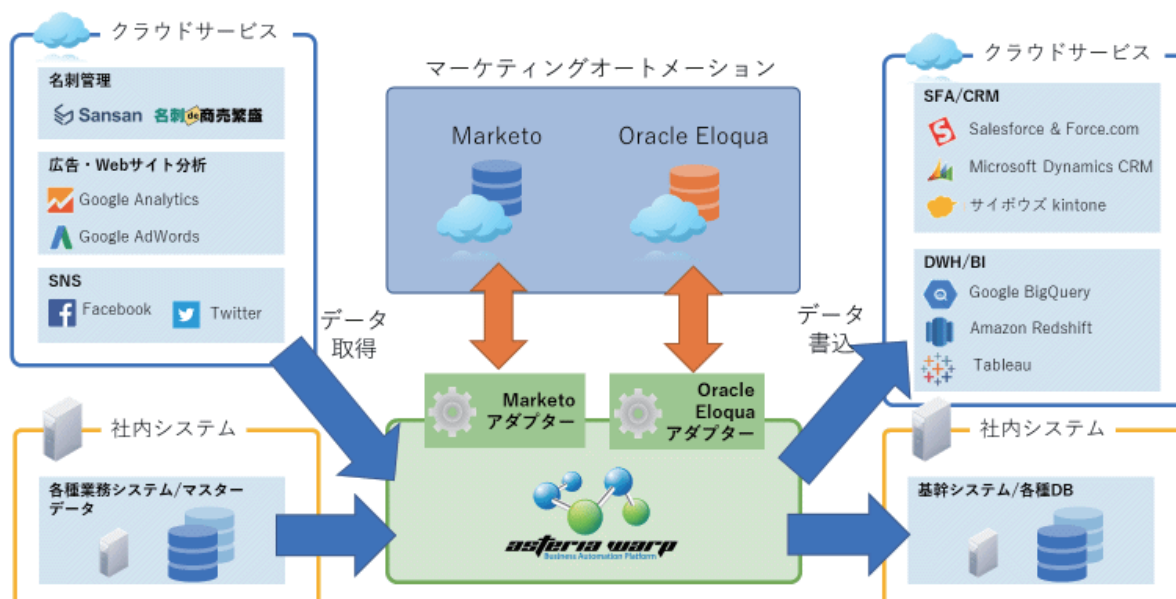 クラウドサービス
名刺管理
Sansan 名刺de商売繁盛
広告・Webサイト分析
Google Analytics
Google AdWords
SNS
Facebook Twitter
社内システム
各種業務システム/マスター
データ
マーケティングオートメーション
Marketo Oracle Eloqua
データ
取得
データ
書込
Marketo
アダプター
Oracle
Eloqua
アダプター
asteria warp
Business Automation Platform
クラウドサービス
SFA/CRM
Salesforce & Force.com
Microsoft Dynamics CRM
サイボウズ kintone
DWH/BI
Google BigQuery
Amazon Redshift
Tableau
社内システム
基幹システム/各種DB